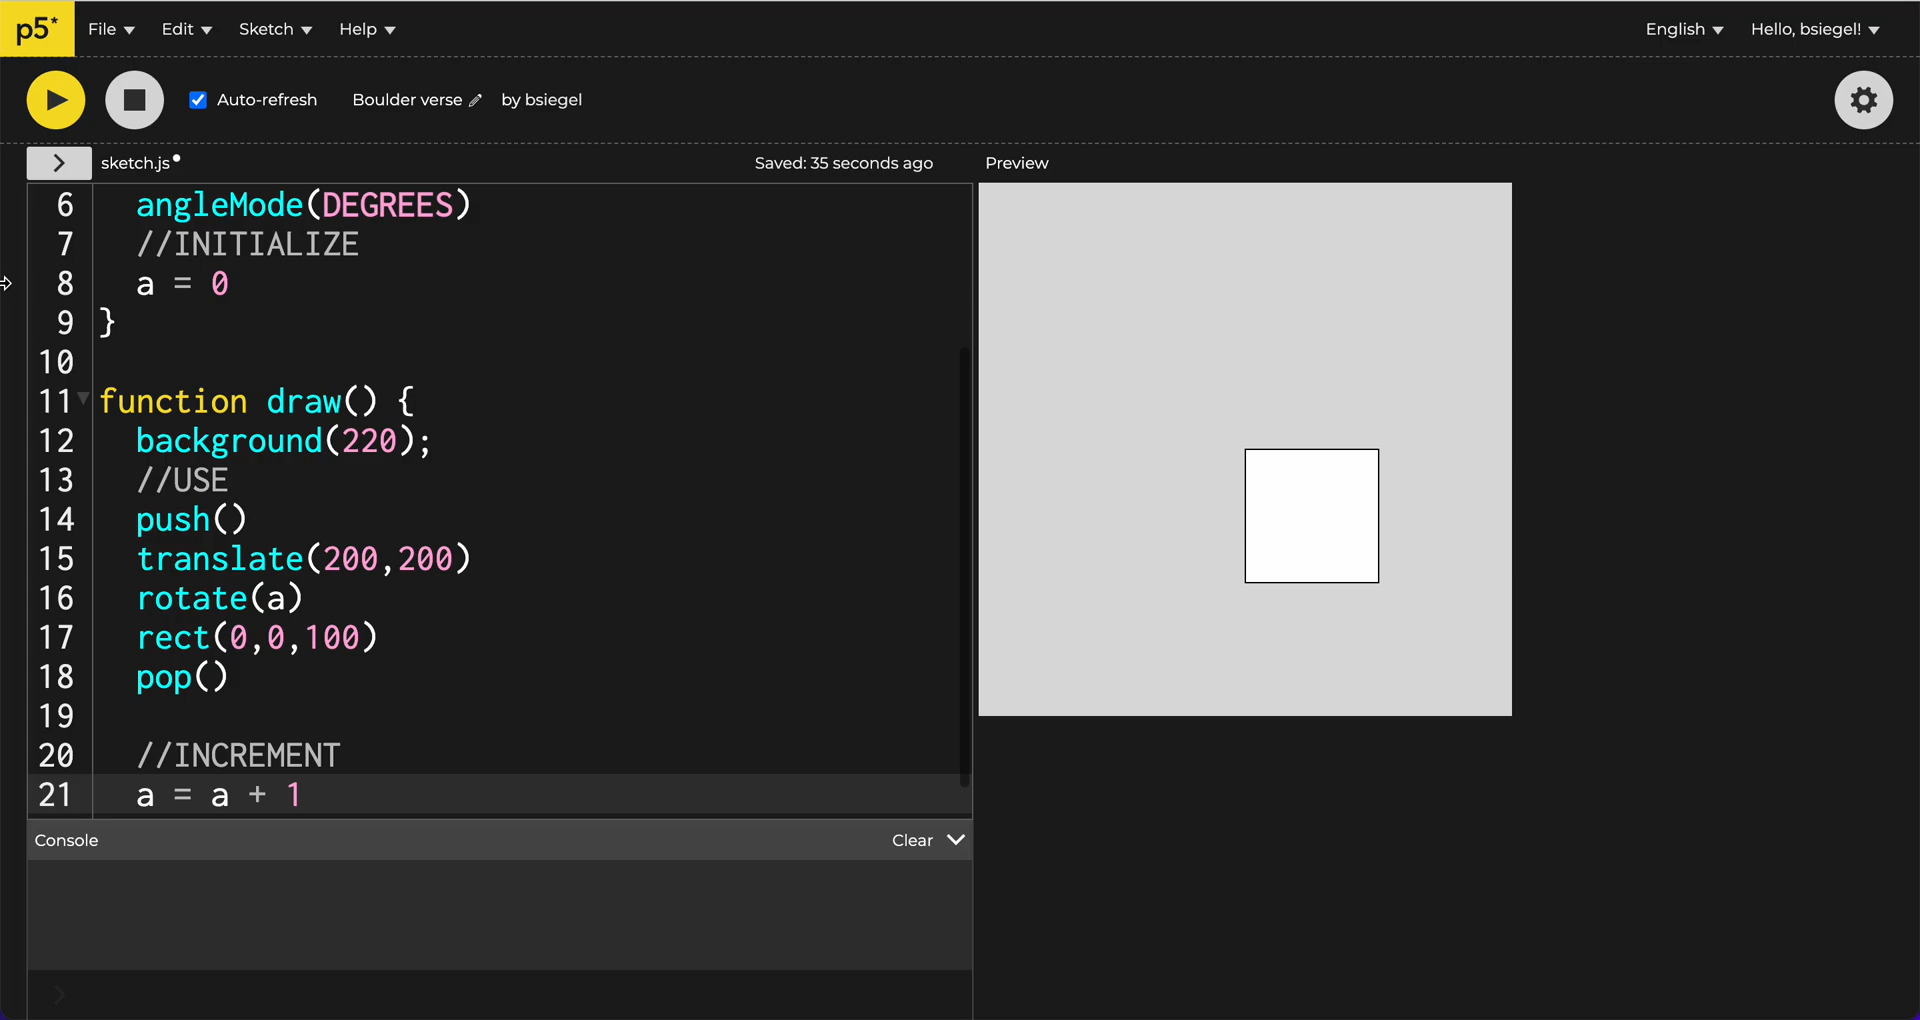 p5* File Edit Sketch Help English Hello, bsiegel!
Auto-refresh Boulder verse by bsiegel
sketch.js Saved: 35 seconds ago Preview
6 angleMode(DEGREES)
7 //INITIALIZE
8 a = 0
9 }
10
11 function draw() {
12 background(220);
13 //USE
14 push()
15 translate(200,200)
16 rotate(a)
17 rect(0,0,100)
18 pop()
19
20 //INCREMENT
21 a = a + 1
Console Clear